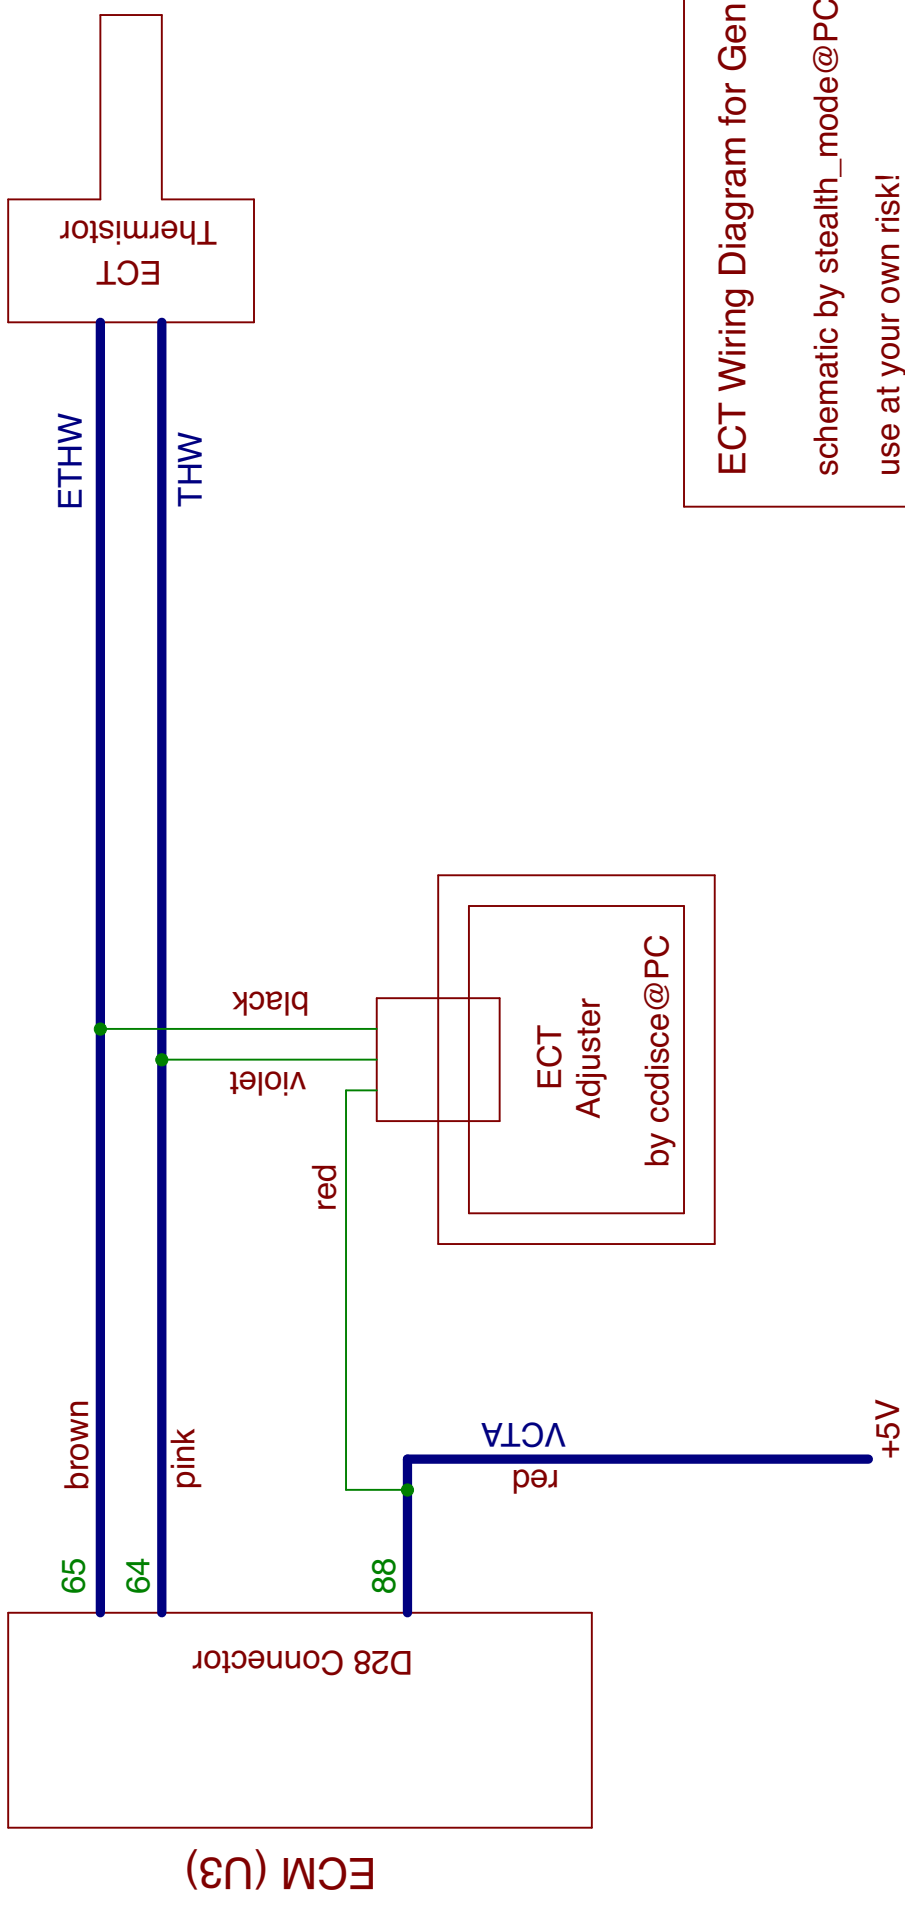 ECM (U3)
D28 Connector
65
64
88
brown
pink
red
VCTA
+5V
red
black
violet
ECT
Adjuster
by ccdisce@PC
ETHW
THW
ECT
Thermistor
ECT Wiring Diagram for Gen
schematic by stealth_mode@PC
use at your own risk!